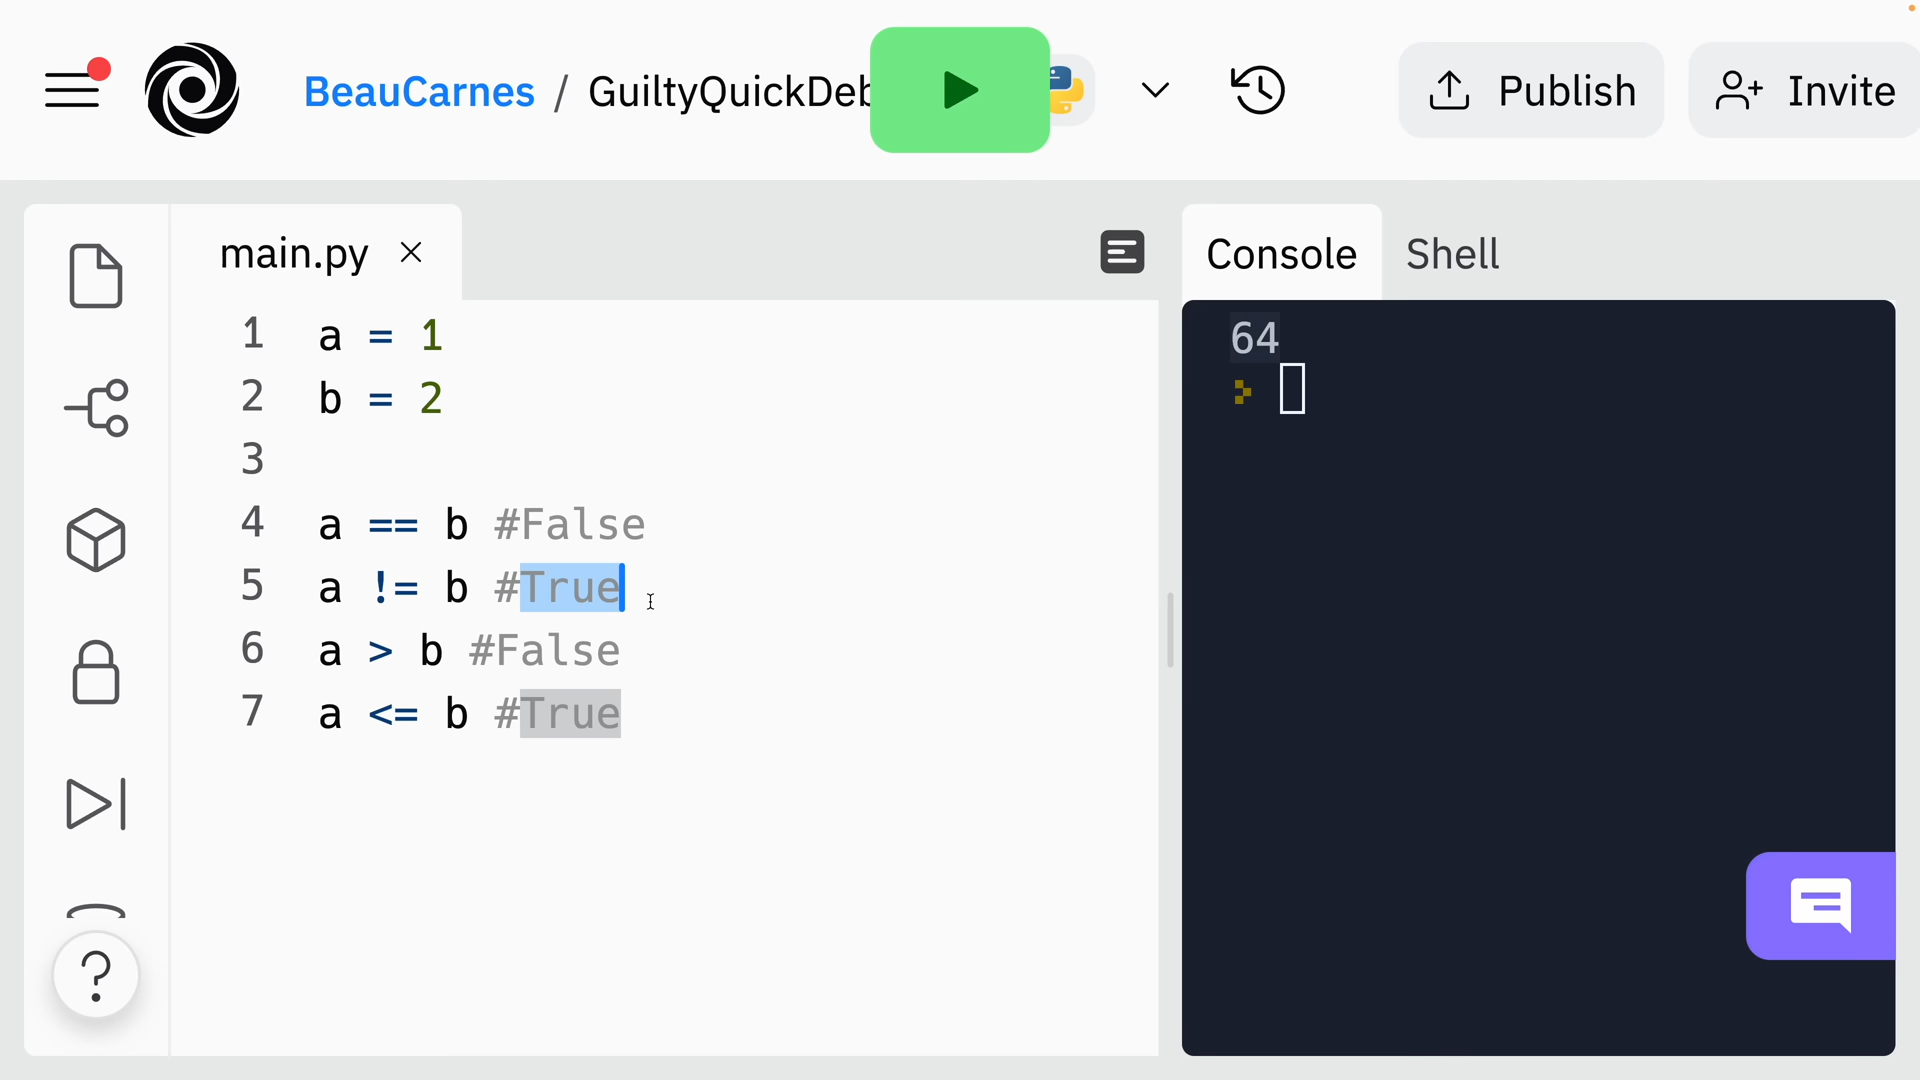 BeauCarnes / GuiltyQuickDeb
Publish
Invite
main.py
Console
Shell
1 a = 1
2 b = 2
3
4 a == b #False
5 a != b #True
6 a > b #False
7 a <= b #True
64
?